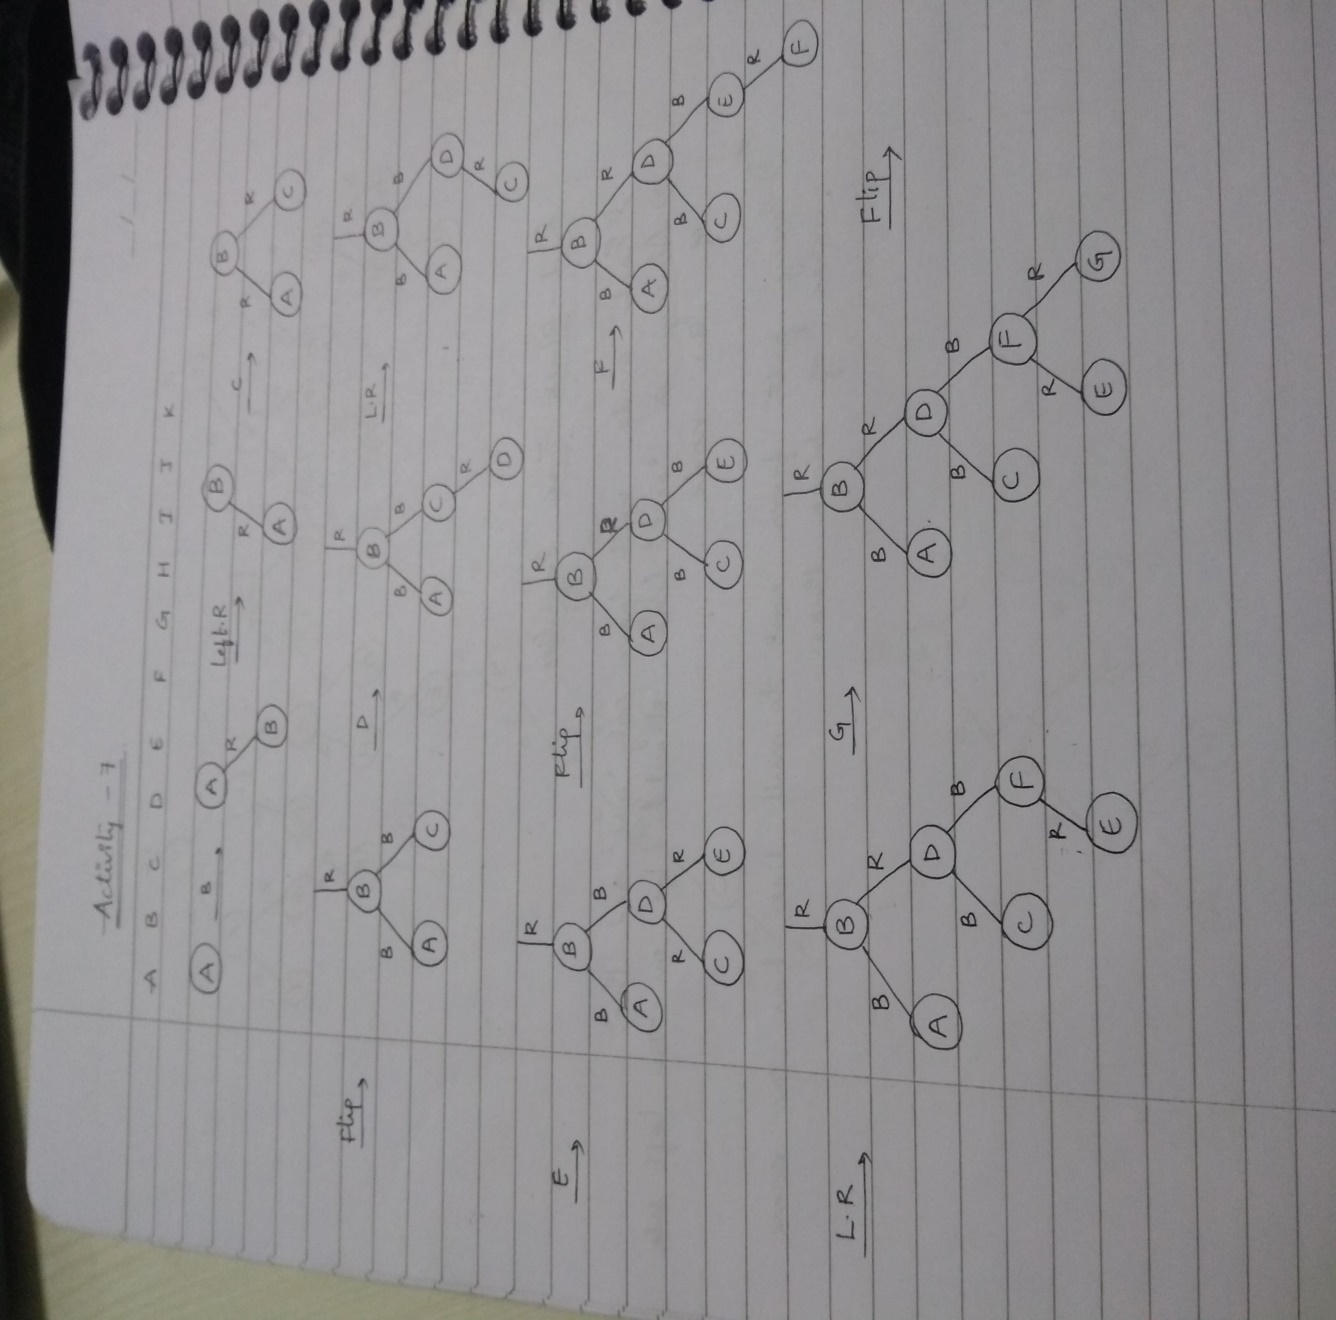 Activity - 7
A B C D E F G H I J K
A B→ A R B Left.R→ B R A C→ B R R A C
Flip→ R B B B A C D→ R B B B A C R D L.R→ R B B B A D R C
E→ R B B B A D R R C E Flip→ R B B R A D B B C E F→ R B B R A D B B C E R F
L.R→ R B B R A D B B C F R E G→ R B B R A D B B C F R R E G Flip→